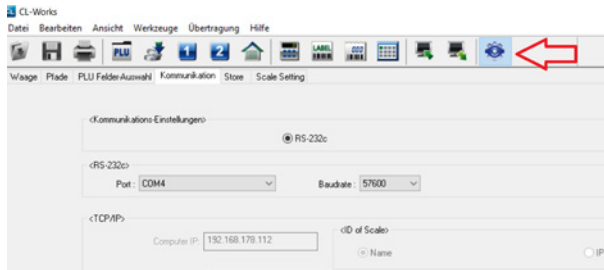 CL-Works
Datei Bearbeiten Ansicht Werkzeuge Übertragung Hilfe
PLU 1 2 LABEL
Waage Pfade PLU Felder-Auswahl Kommunikation Store Scale Setting
<Kommunikations-Einstellungen>
RS-232c
<RS-232c>
Port : COM4 Baudrate : 57600
<TCP/IP>
<ID of Scale>
Computer IP: 192.168.178.112
Name IP